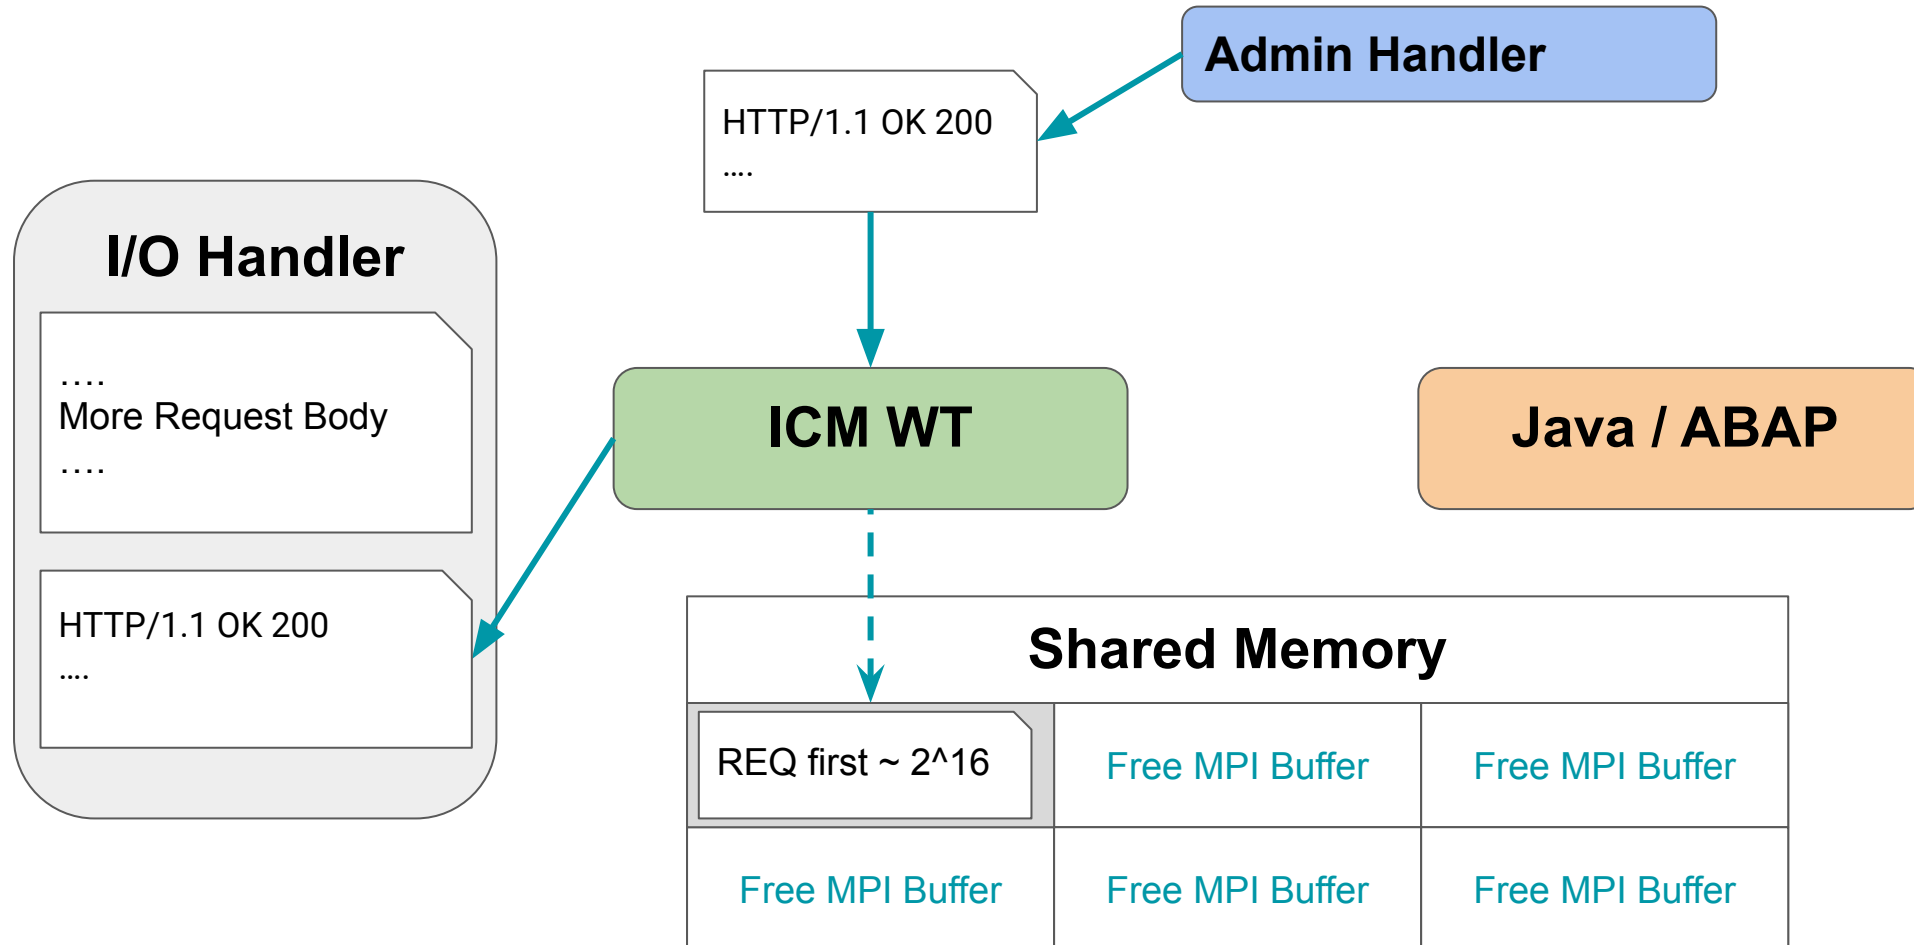 Admin Handler
HTTP/1.1 OK 200
....
I/O Handler
….
More Request Body
….
HTTP/1.1 OK 200
....
ICM WT
Java / ABAP
Shared Memory
REQ first ~ 2^16
Free MPI Buffer
Free MPI Buffer
Free MPI Buffer
Free MPI Buffer
Free MPI Buffer